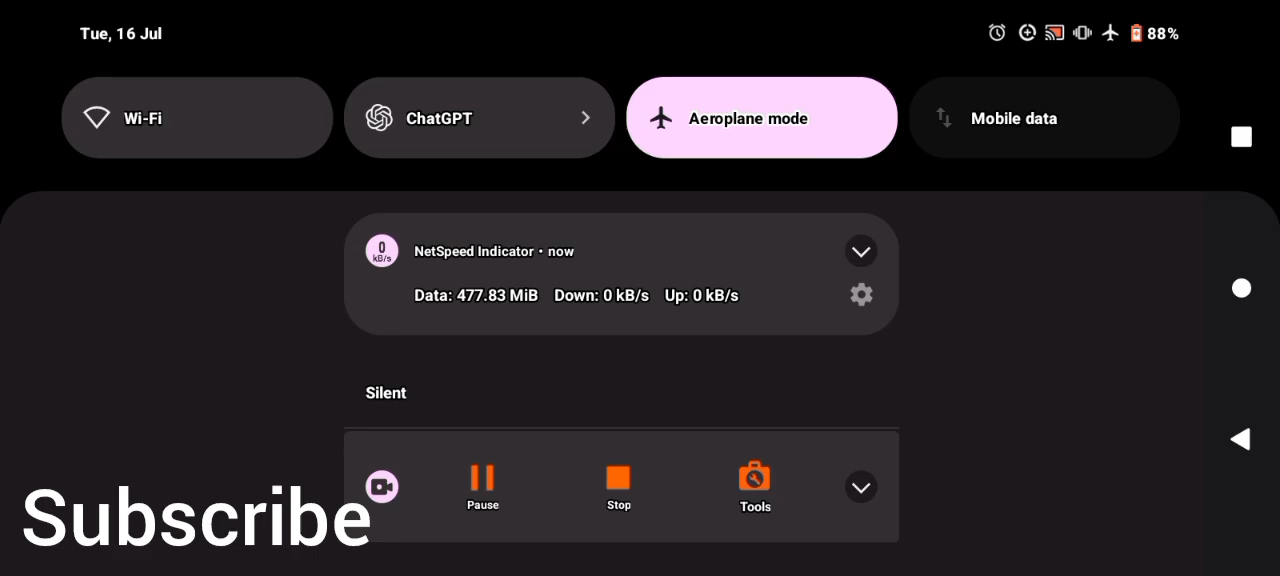 Tue, 16 Jul
88%
Wi-Fi
ChatGPT
Aeroplane mode
Mobile data
0
kB/s
NetSpeed Indicator • now
Data: 477.83 MiB Down: 0 kB/s Up: 0 kB/s
Silent
Pause
Stop
Tools
Subscribe